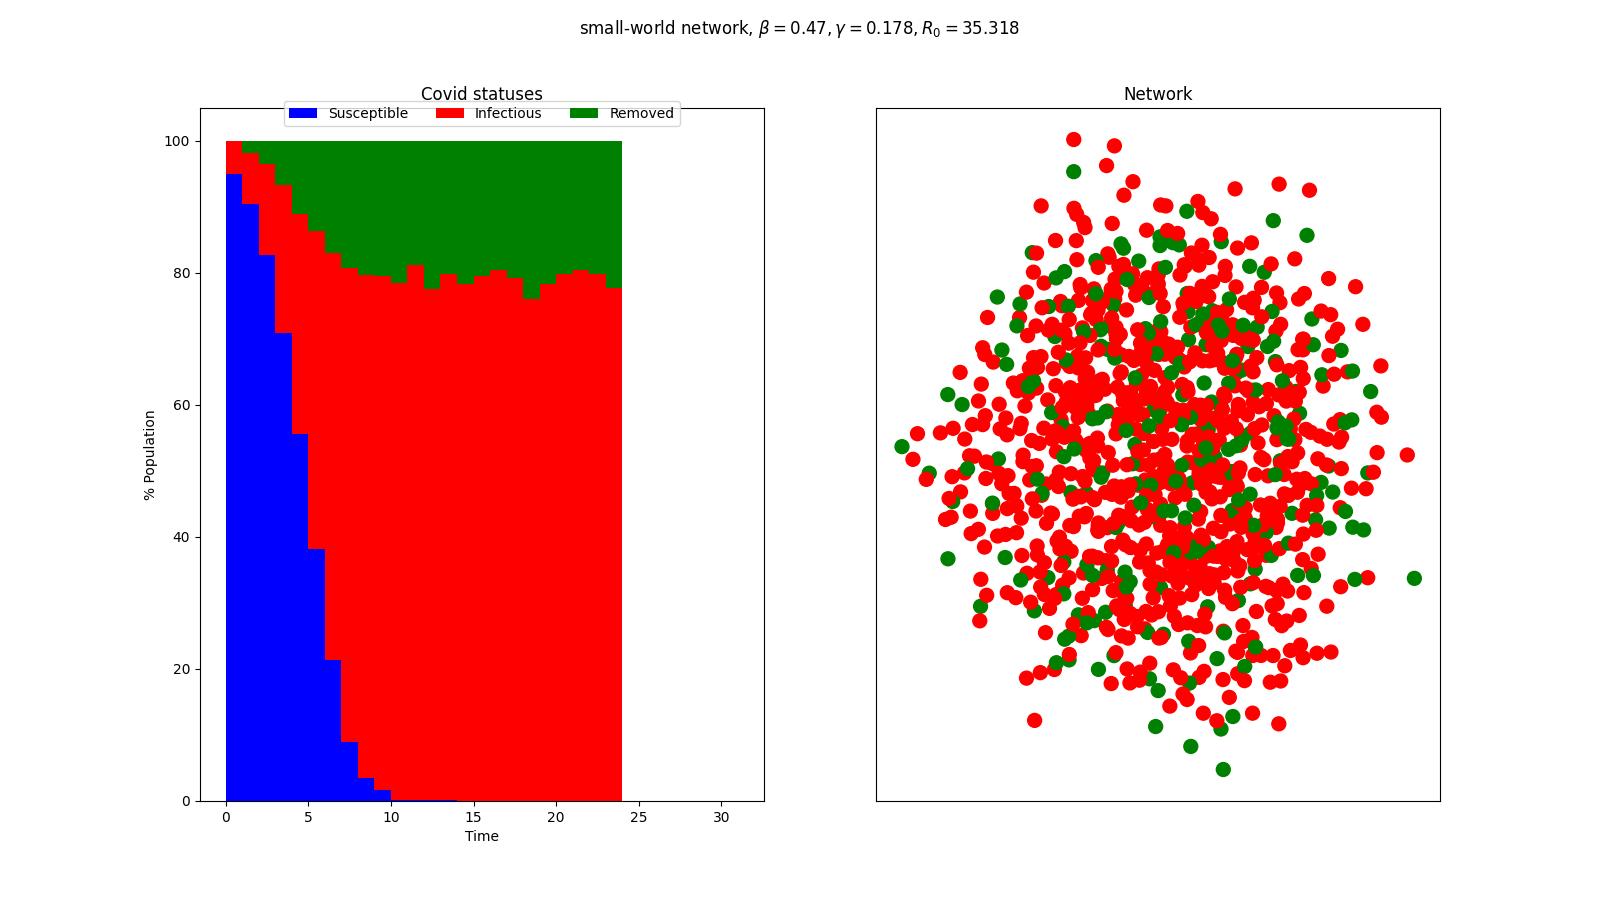 small-world network, β = 0.47, γ = 0.178, R₀ = 35.318
Covid statuses
Susceptible Infectious Removed
100
80
60
40
20
0
% Population
0 5 10 15 20 25 30
Time
Network